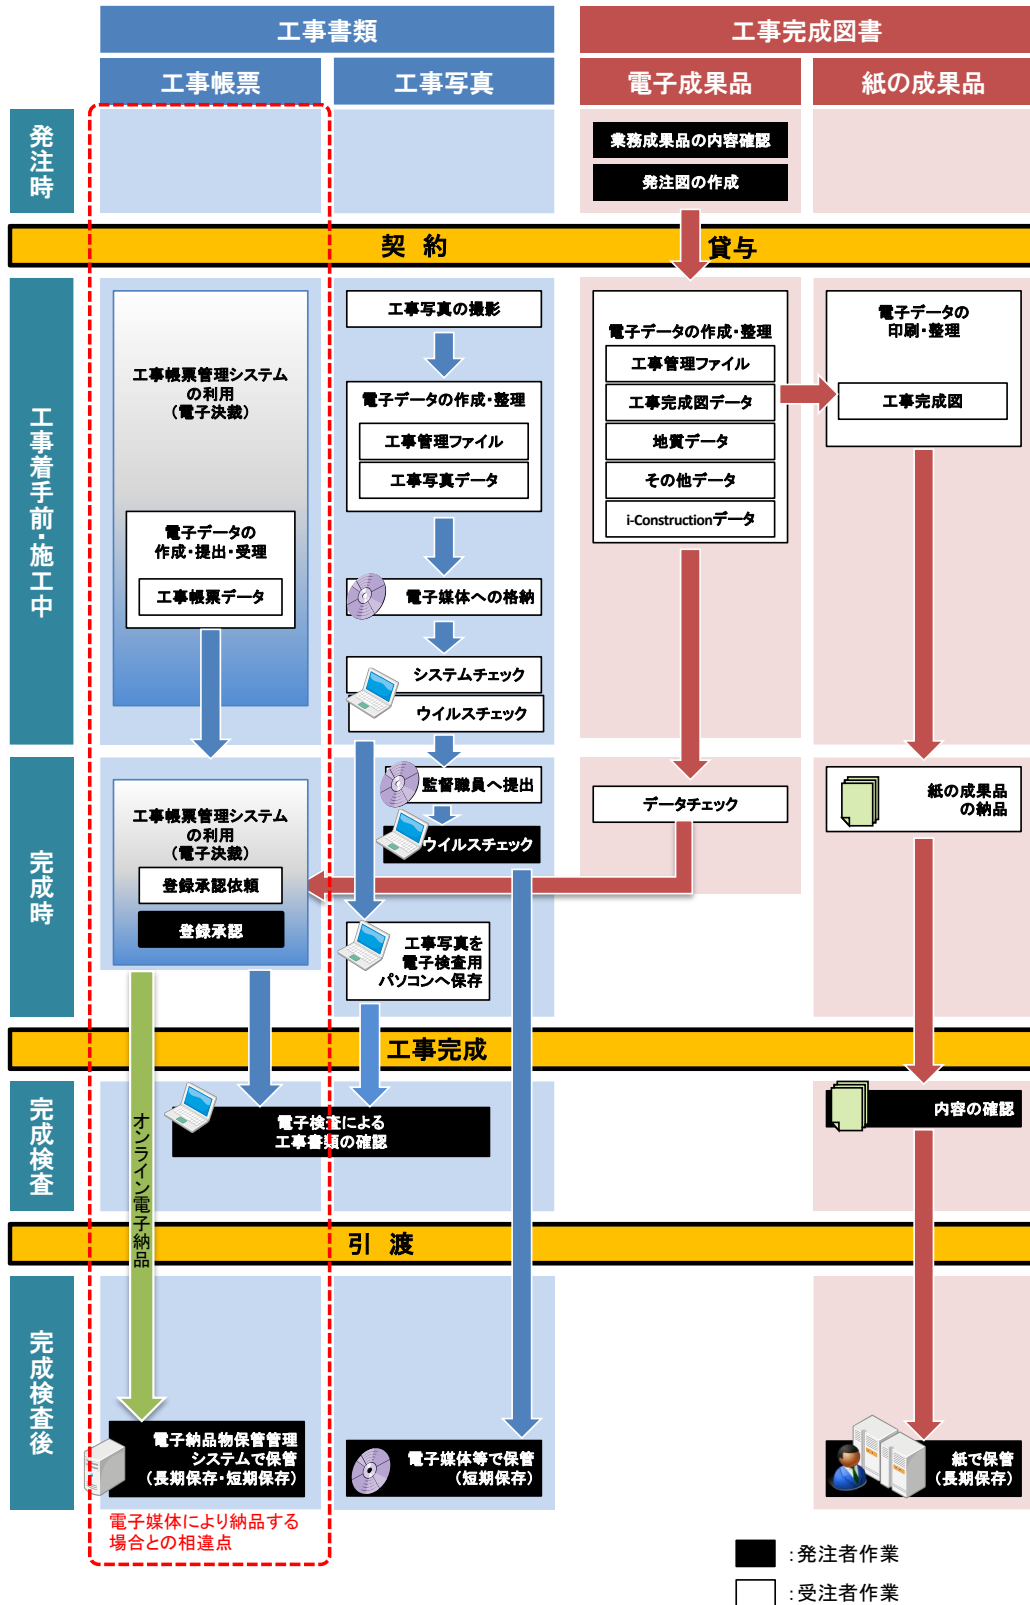 工事書類
工事完成図書
工事帳票
工事写真
電子成果品
紙の成果品
発注時
業務成果品の内容確認
発注図の作成
契 約
貸与
工事着手前・施工中
工事帳票管理システム
の利用
（電子決裁）
電子データの
作成・提出・受理
工事帳票データ
工事写真の撮影
電子データの作成・整理
工事管理ファイル
工事写真データ
電子媒体への格納
システムチェック
ウイルスチェック
電子データの作成・整理
工事管理ファイル
工事完成図データ
地質データ
その他データ
i-Constructionデータ
電子データの
印刷・整理
工事完成図
完成時
工事帳票管理システム
の利用
（電子決裁）
登録承認依頼
登録承認
監督職員へ提出
ウイルスチェック
工事写真を
電子検査用
パソコンへ保存
データチェック
紙の成果品
の納品
工事完成
完成検査
オンライン電子納品
電子検査による
工事書類の確認
内容の確認
引 渡
完成検査後
電子納品物保管管理
システムで保管
（長期保存・短期保存）
電子媒体等で保管
（短期保存）
紙で保管
（長期保存）
電子媒体により納品する
場合との相違点
：発注者作業
：受注者作業